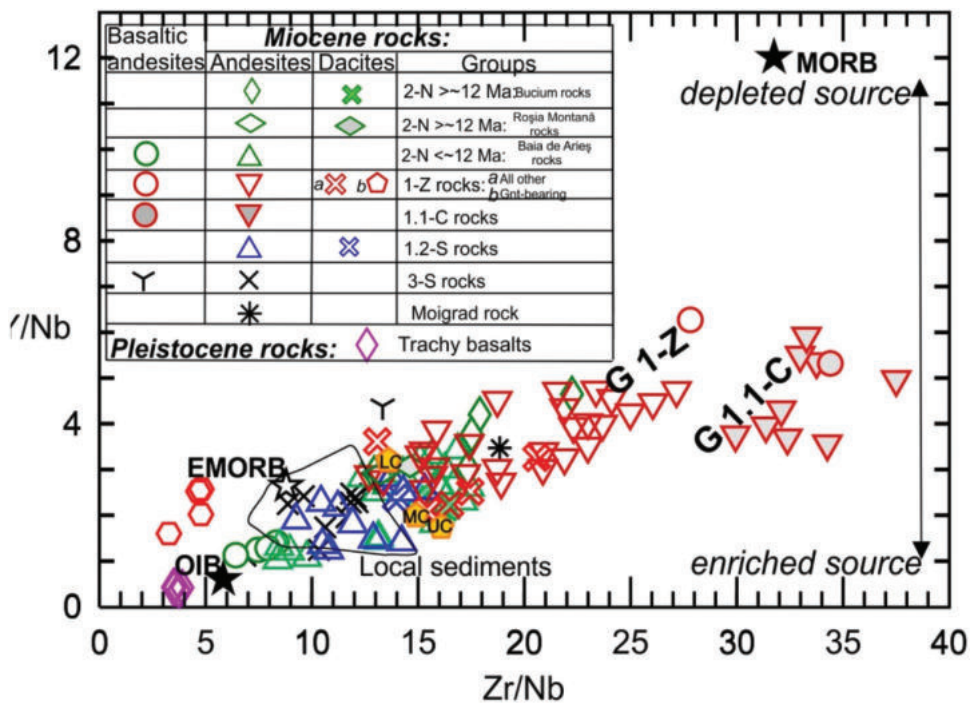 12
8
4
0
Y/Nb
Basaltic
andesites
Miocene rocks:
Andesites
Dacites
Groups
2-N >~12 Ma: Bucium rocks
2-N >~12 Ma: Roşia Montană
rocks
2-N <~12 Ma: Baia de Arieş
rocks
a b 1-Z rocks: a All other
b Gnt-bearing
1.1-C rocks
1.2-S rocks
3-S rocks
Moigrad rock
Pleistocene rocks: Trachy basalts
MORB
depleted source
G 1-Z
G 1.1-C
EMORB
LC
MC
UC
OIB
Local sediments
enriched source
0 5 10 15 20 25 30 35 40
Zr/Nb